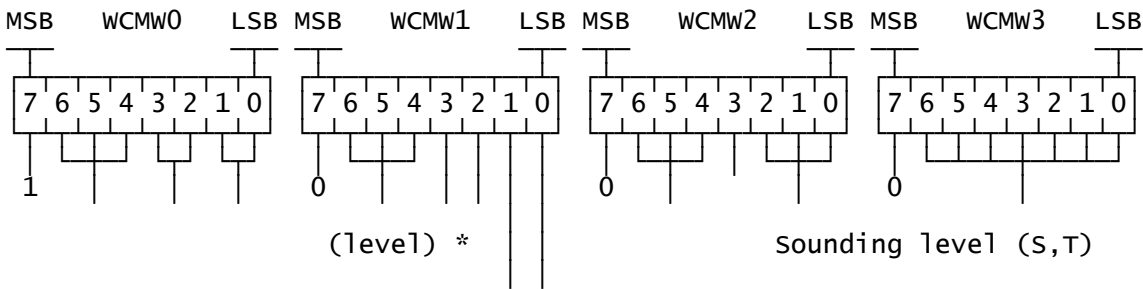 MSB WCMW0 LSB MSB WCMW1 LSB MSB WCMW2 LSB MSB WCMW3 LSB
7 6 5 4 3 2 1 0 7 6 5 4 3 2 1 0 7 6 5 4 3 2 1 0 7 6 5 4 3 2 1 0
1 0 0 0
(level) * Sounding level (S,T)